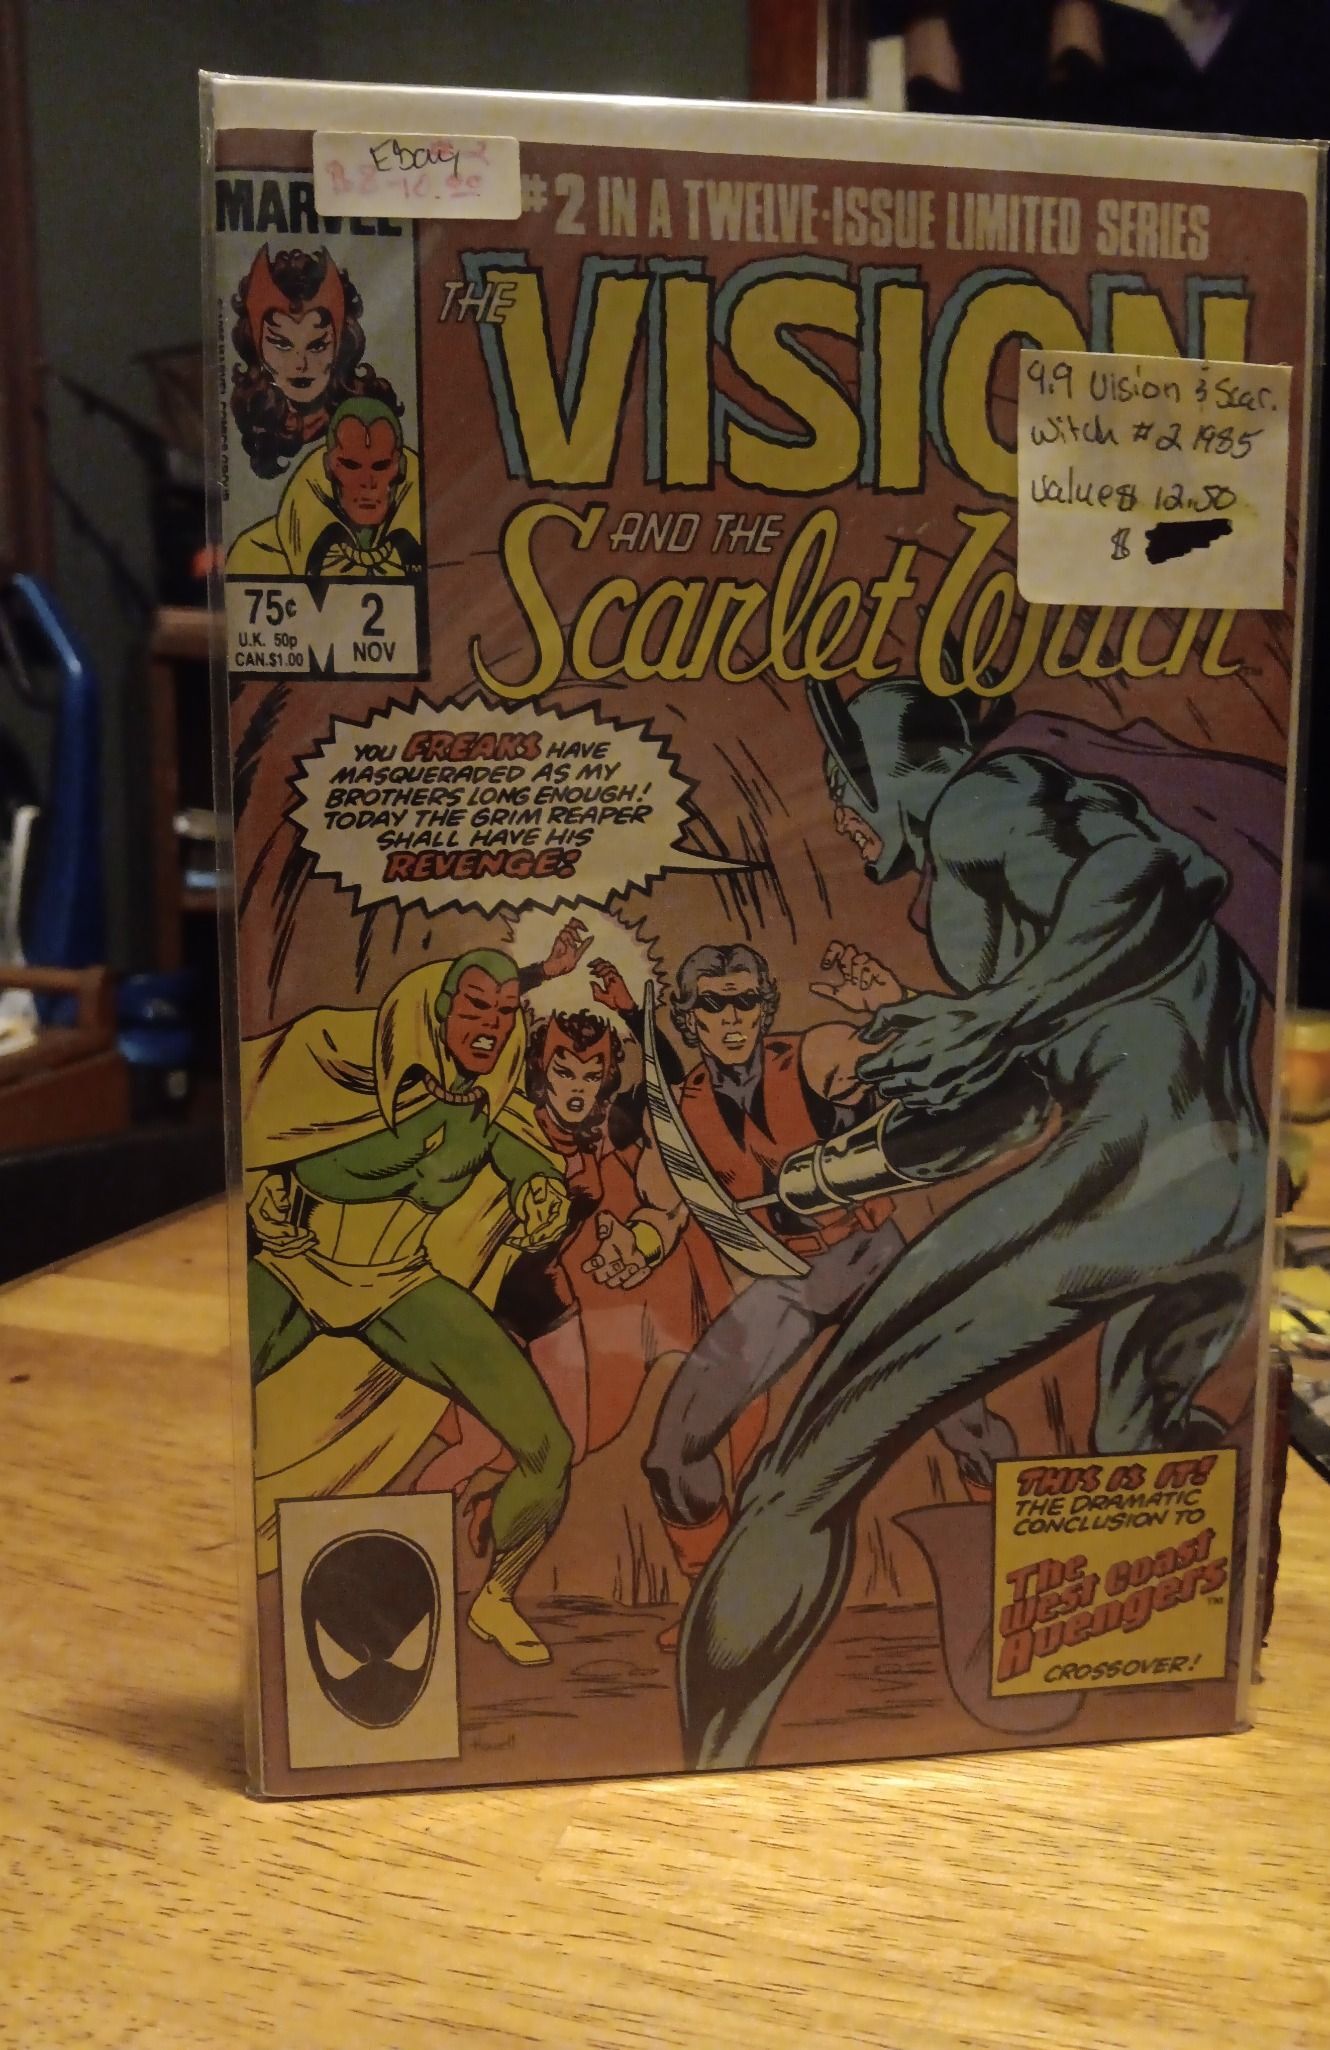 Ebay
MARVEL
#2 IN A TWELVE-ISSUE LIMITED SERIES
THE VISION
AND THE
Scarlet Witch
9.9 Vision & Scar.
Witch #2 1985
Value $ 12.50
$
75¢
U.K. 50p
CAN.$1.00
2
NOV
TM
YOU FREAKS HAVE
MASQUERADED AS MY
BROTHERS LONG ENOUGH!
TODAY THE GRIM REAPER
SHALL HAVE HIS
REVENGE!
THIS IS IT!
THE DRAMATIC
CONCLUSION TO
The
West Coast
Avengers TM
CROSSOVER!
Howell